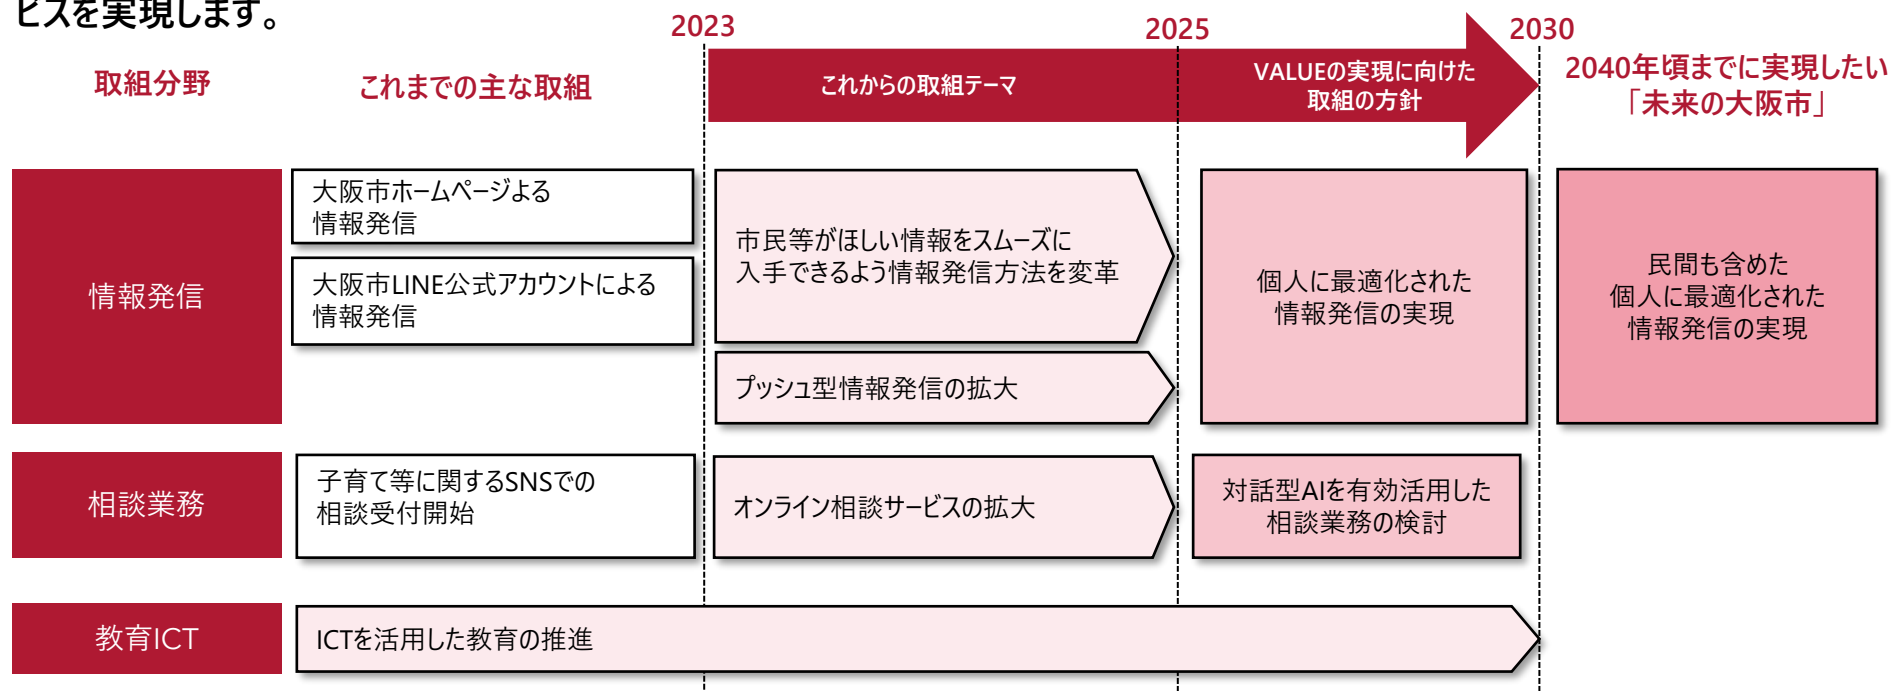 ビスを実現します。
2023
2025
2030
取組分野
これまでの主な取組
これからの取組テーマ
VALUEの実現に向けた
取組の方針
2040年頃までに実現したい
「未来の大阪市」
情報発信
大阪市ホームページよる
情報発信
大阪市LINE公式アカウントによる
情報発信
市民等がほしい情報をスムーズに
入手できるよう情報発信方法を変革
プッシュ型情報発信の拡大
個人に最適化された
情報発信の実現
民間も含めた
個人に最適化された
情報発信の実現
相談業務
子育て等に関するSNSでの
相談受付開始
オンライン相談サービスの拡大
対話型AIを有効活用した
相談業務の検討
教育ICT
ICTを活用した教育の推進